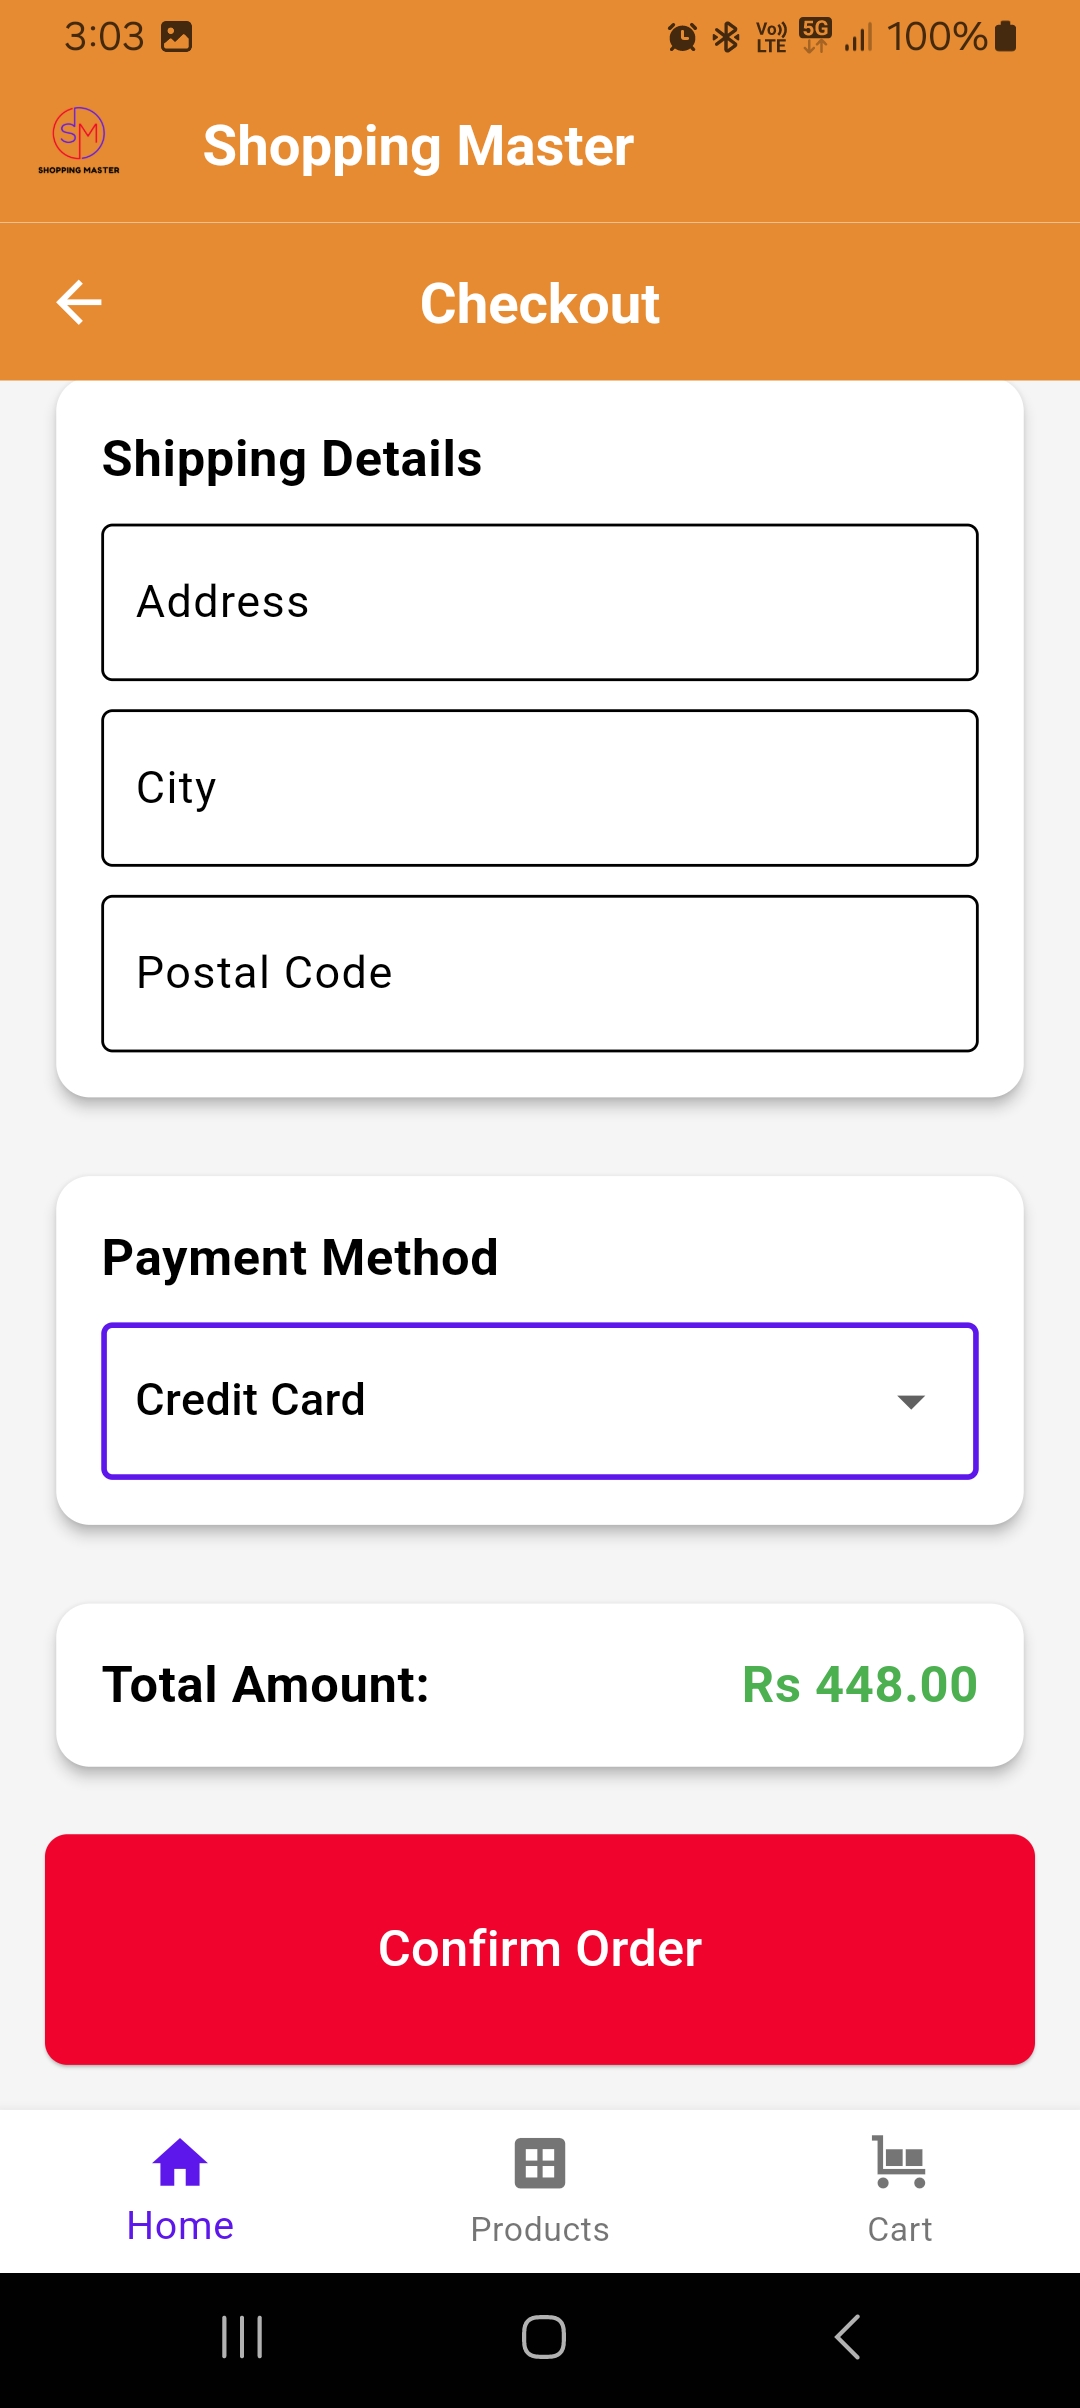 3:03
Vo)) LTE 5G 100%
SM
SHOPPING MASTER
Shopping Master
Checkout
Shipping Details
Address
City
Postal Code
Payment Method
Credit Card
Total Amount: Rs 448.00
Confirm Order
Home Products Cart